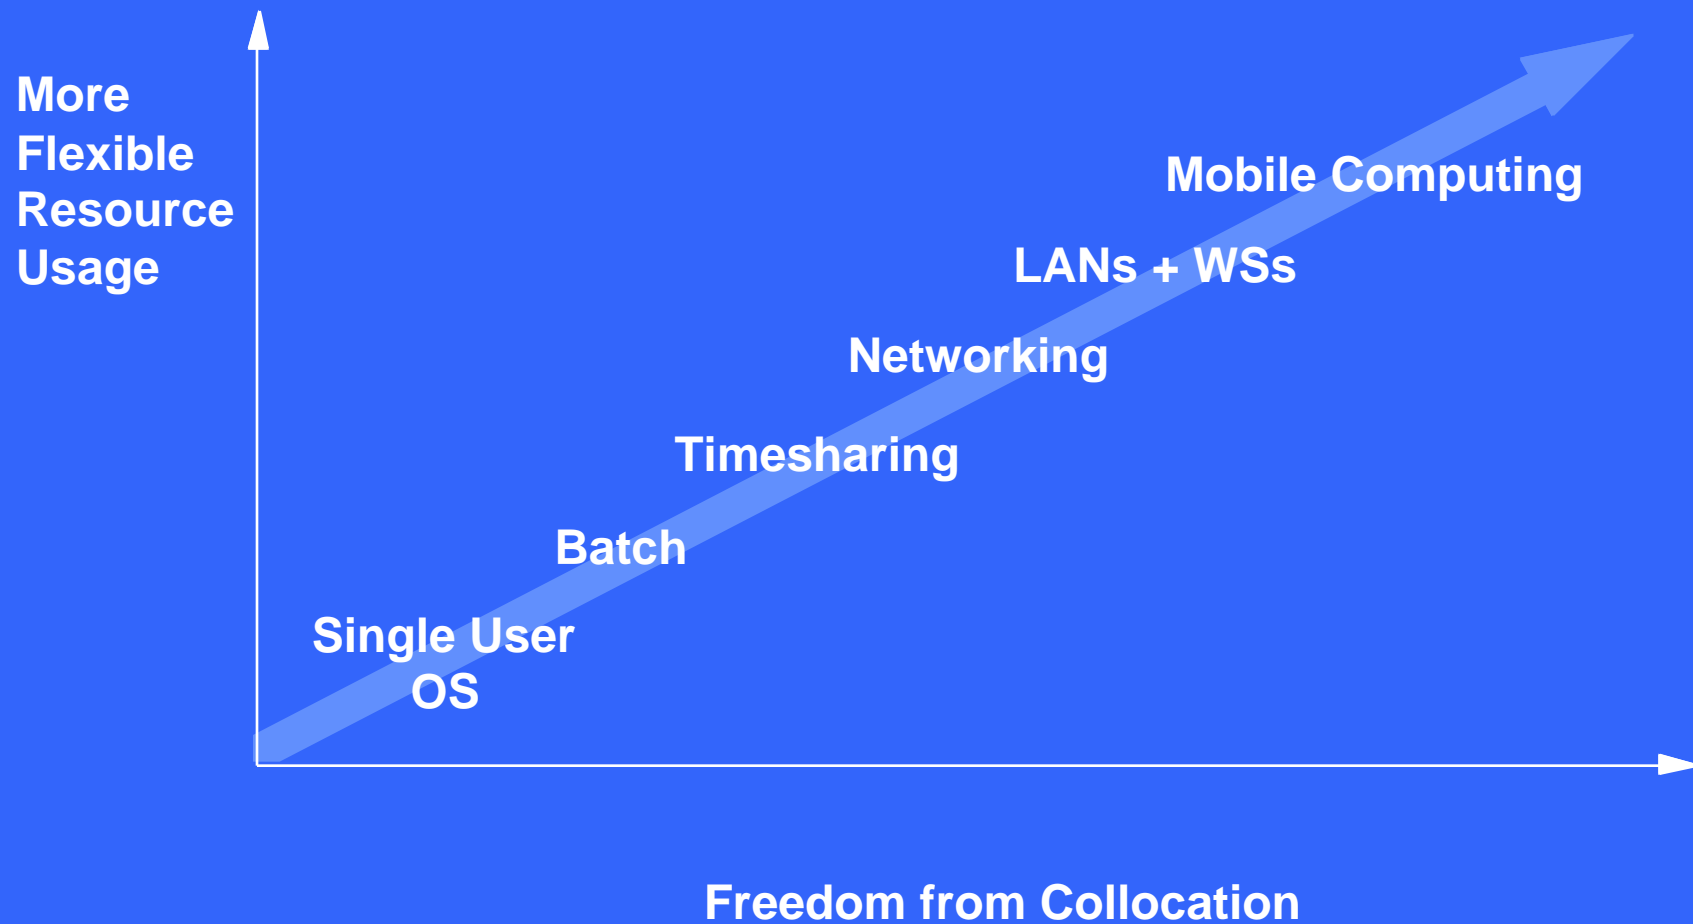 More
Flexible
Resource
Usage
Mobile Computing
LANs + WSs
Networking
Timesharing
Batch
Single User
OS
Freedom from Collocation